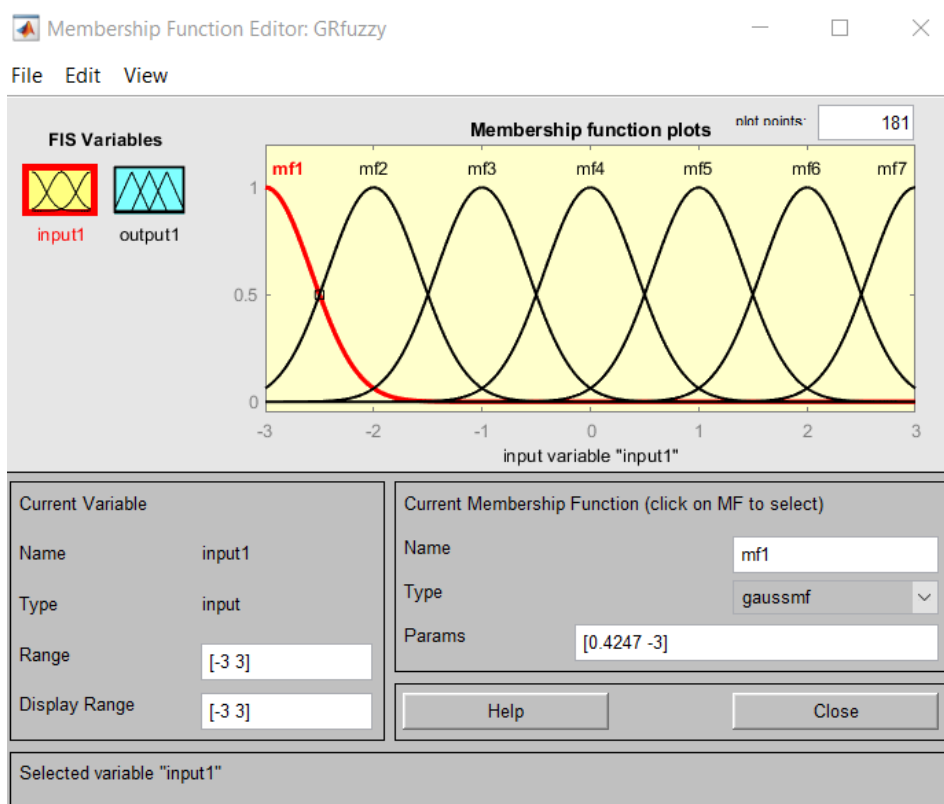 Membership Function Editor: GRfuzzy
File Edit View
FIS Variables
input1
output1
Membership function plots
plot points:
181
mf1 mf2 mf3 mf4 mf5 mf6 mf7
1
0.5
0
-3 -2 -1 0 1 2 3
input variable "input1"
Current Variable
Name input1
Type input
Range [-3 3]
Display Range [-3 3]
Current Membership Function (click on MF to select)
Name mf1
Type gaussmf
Params [0.4247 -3]
Help Close
Selected variable "input1"